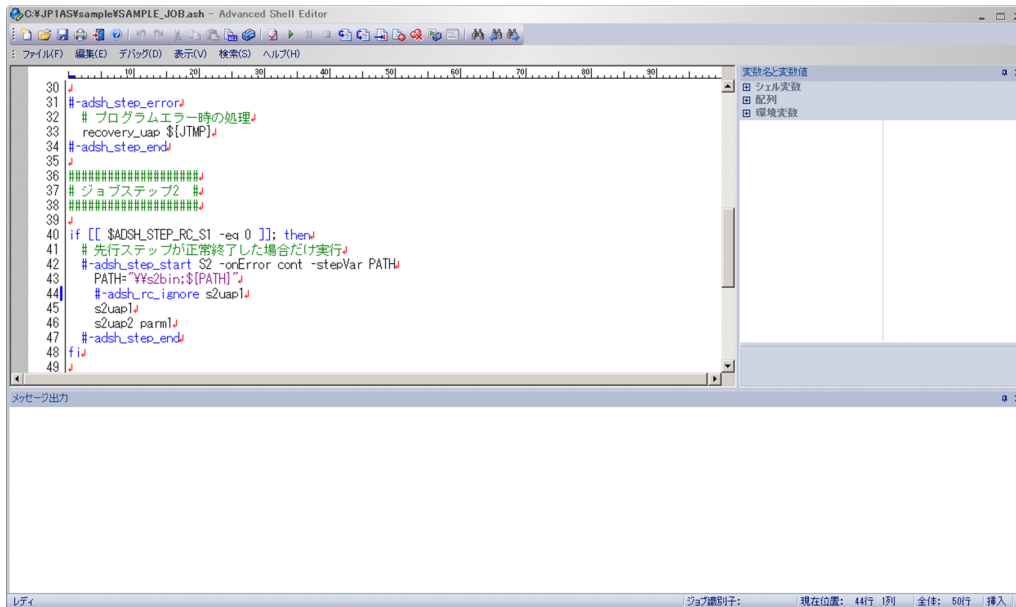 C:¥JP1AS¥sample¥SAMPLE_JOB.ash - Advanced Shell Editor
ファイル(F) 編集(E) デバッグ(D) 表示(V) 検索(S) ヘルプ(H)
10 20 30 40 50 60 70 80 90
30
31 #-adsh_step_error
32 # プログラムエラー時の処理
33 recovery_uap ${JTMP}
34 #-adsh_step_end
35
36 ####################
37 # ジョブステップ2 #
38 ####################
39
40 if [[ $ADSH_STEP_RC_S1 -eq 0 ]]; then
41 # 先行ステップが正常終了した場合だけ実行
42 #-adsh_step_start S2 -onError cont -stepVar PATH
43 PATH="¥¥s2bin;${PATH}"
44 #-adsh_rc_ignore s2uap1
45 s2uap1
46 s2uap2 parm1
47 #-adsh_step_end
48 fi
49
変数名と変数値
シェル変数
配列
環境変数
メッセージ出力
レディ ジョブ識別子: 現在位置: 44行 1列 全体: 50行 挿入